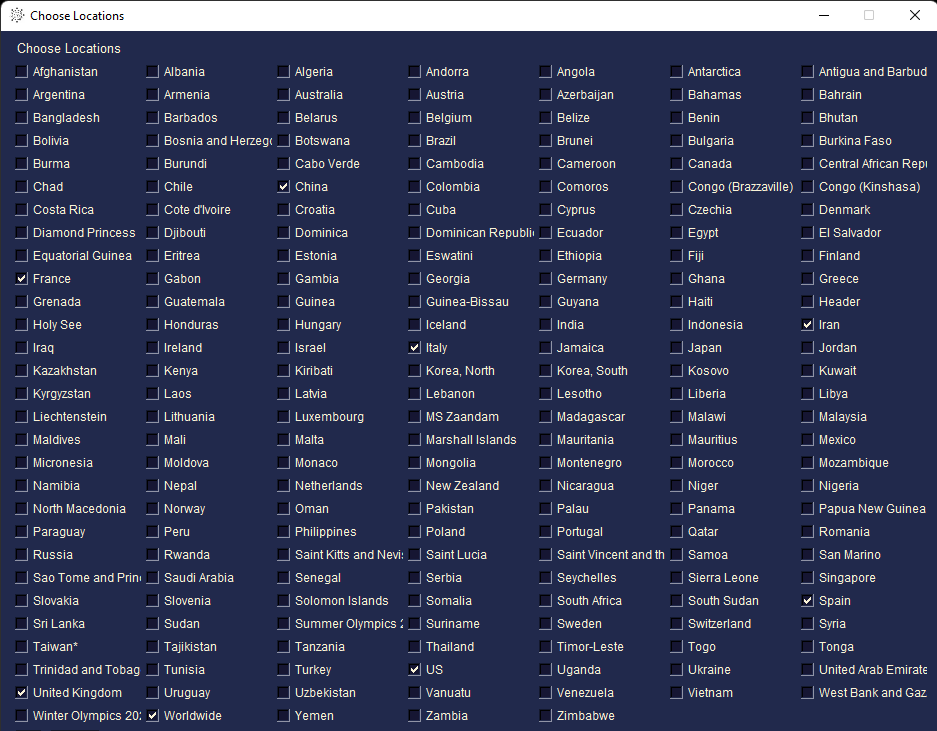 Choose Locations
Choose Locations
Afghanistan Albania Algeria Andorra Angola Antarctica Antigua and Barbud
Argentina Armenia Australia Austria Azerbaijan Bahamas Bahrain
Bangladesh Barbados Belarus Belgium Belize Benin Bhutan
Bolivia Bosnia and Herzego Botswana Brazil Brunei Bulgaria Burkina Faso
Burma Burundi Cabo Verde Cambodia Cameroon Canada Central African Repu
Chad Chile China Colombia Comoros Congo (Brazzaville) Congo (Kinshasa)
Costa Rica Cote d'Ivoire Croatia Cuba Cyprus Czechia Denmark
Diamond Princess Djibouti Dominica Dominican Republi Ecuador Egypt El Salvador
Equatorial Guinea Eritrea Estonia Eswatini Ethiopia Fiji Finland
France Gabon Gambia Georgia Germany Ghana Greece
Grenada Guatemala Guinea Guinea-Bissau Guyana Haiti Header
Holy See Honduras Hungary Iceland India Indonesia Iran
Iraq Ireland Israel Italy Jamaica Japan Jordan
Kazakhstan Kenya Kiribati Korea, North Korea, South Kosovo Kuwait
Kyrgyzstan Laos Latvia Lebanon Lesotho Liberia Libya
Liechtenstein Lithuania Luxembourg MS Zaandam Madagascar Malawi Malaysia
Maldives Mali Malta Marshall Islands Mauritania Mauritius Mexico
Micronesia Moldova Monaco Mongolia Montenegro Morocco Mozambique
Namibia Nepal Netherlands New Zealand Nicaragua Niger Nigeria
North Macedonia Norway Oman Pakistan Palau Panama Papua New Guinea
Paraguay Peru Philippines Poland Portugal Qatar Romania
Russia Rwanda Saint Kitts and Nevis Saint Lucia Saint Vincent and th Samoa San Marino
Sao Tome and Prin Saudi Arabia Senegal Serbia Seychelles Sierra Leone Singapore
Slovakia Slovenia Solomon Islands Somalia South Africa South Sudan Spain
Sri Lanka Sudan Summer Olympics 2 Suriname Sweden Switzerland Syria
Taiwan* Tajikistan Tanzania Thailand Timor-Leste Togo Tonga
Trinidad and Tobag Tunisia Turkey US Uganda Ukraine United Arab Emirate
United Kingdom Uruguay Uzbekistan Vanuatu Venezuela Vietnam West Bank and Gaz
Winter Olympics 202 Worldwide Yemen Zambia Zimbabwe